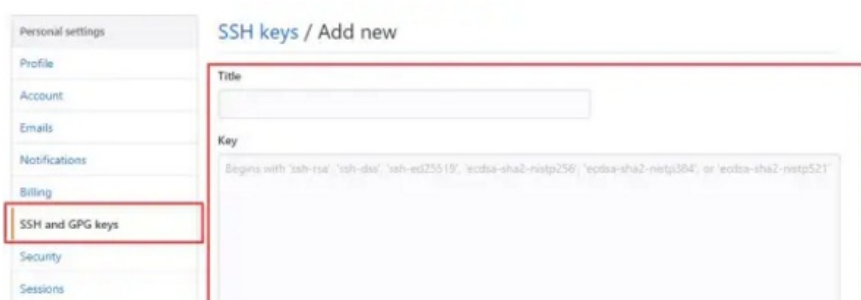 Personal settings
Profile
Account
Emails
Notifications
Billing
SSH and GPG keys
Security
Sessions
SSH keys / Add new
Title
Key
Begins with 'ssh-rsa', 'ssh-dss', 'ssh-ed25519', 'ecdsa-sha2-nistp256', 'ecdsa-sha2-nistp384', or 'ecdsa-sha2-nistp521'